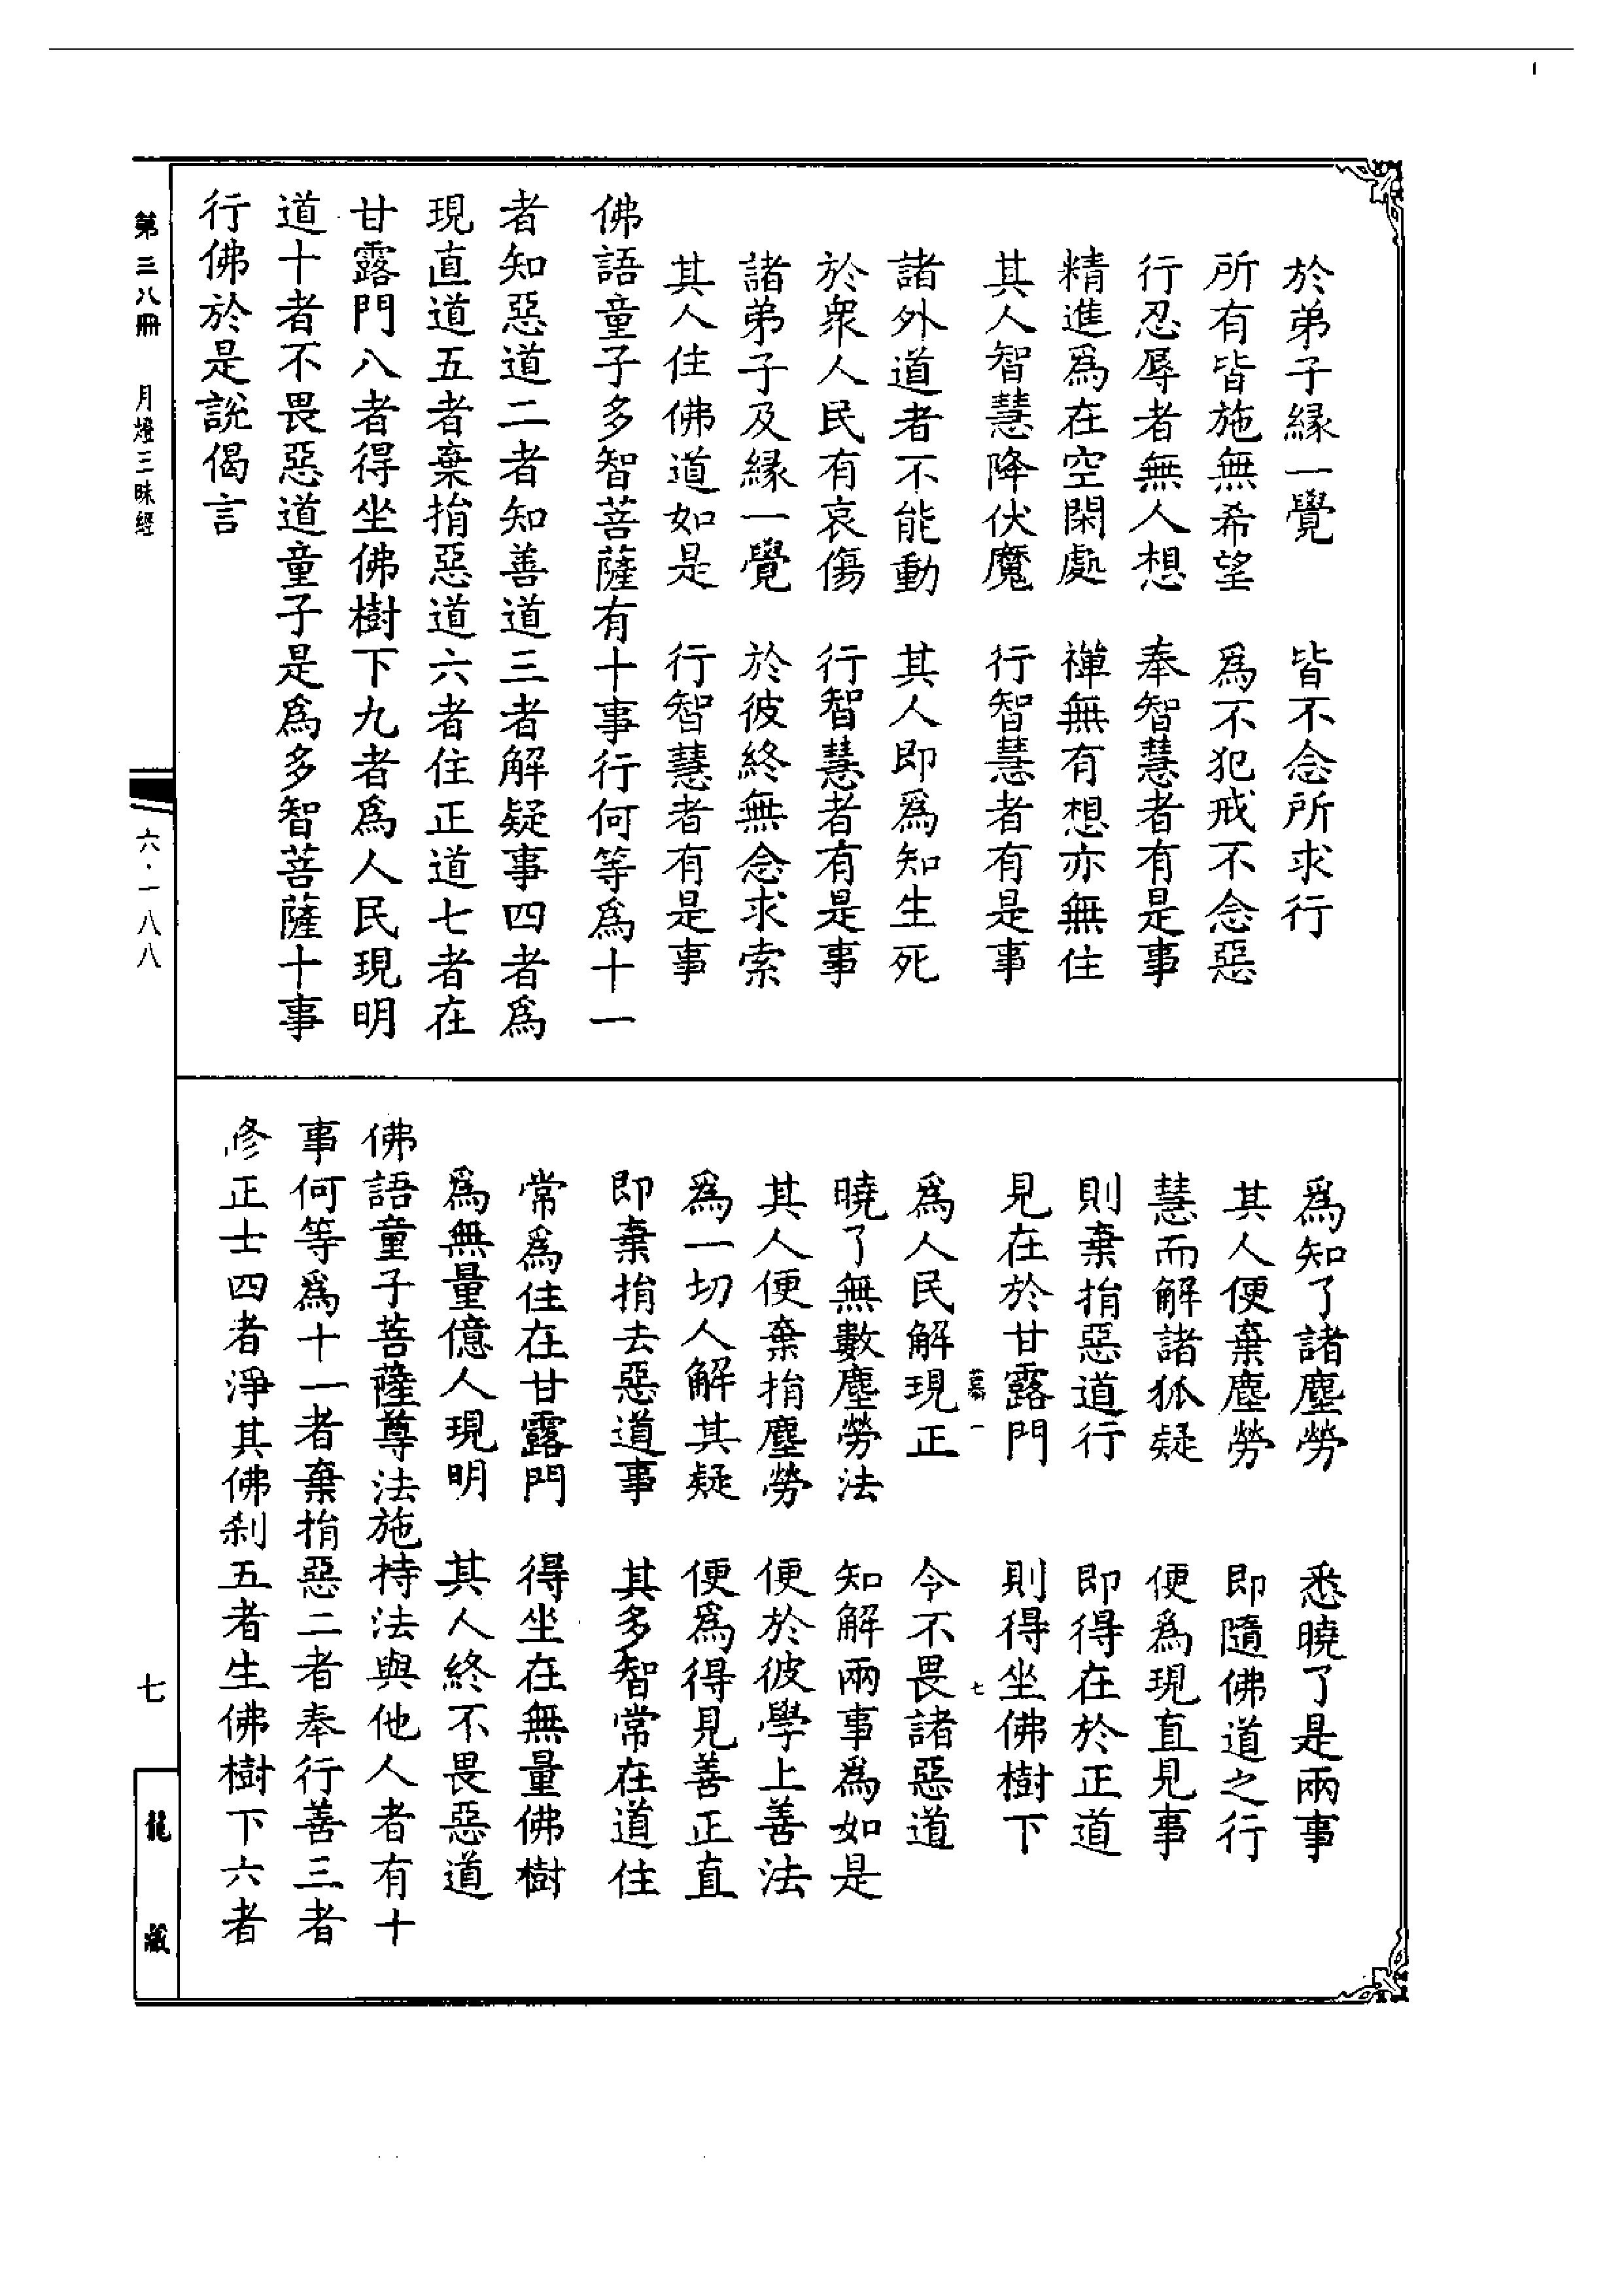 於弟子緣一覺　皆不念所求行
所有皆施無希望　為不犯戒不念惡
行忍辱者無人想　奉智慧者有是事
精進為在空閑處　禪無有想亦無住
其人智慧降伏魔　行智慧者有是事
諸外道者不能動　其人即為知生死
於眾人民有哀傷　行智慧者有是事
諸弟子及緣一覺　於彼終無念求索
其人住佛道如是　行智慧者有是事
佛語童子多智菩薩有十事行何等為十一
者知惡道二者知善道三者解疑事四者為
現直道五者棄捐惡道六者住正道七者在
甘露門八者得坐佛樹下九者為人民現明
道十者不畏惡道童子是為多智菩薩十事
行佛於是說偈言
為知了諸塵勞　悉曉了是兩事
其人便棄塵勞　即隨佛道之行
慧而解諸狐疑　便為現直見事
則棄捐惡道行　即得在於正道
見在於甘露門　則得坐佛樹下
慕一　七
為人民解現正　今不畏諸惡道
曉了無數塵勞法　知解兩事為如是
其人便棄捐塵勞　便於彼學上善法
為一切人解其疑　便為得見善正直
即棄捐去惡道事　其多智常在道住
常為住在甘露門　得坐在無量佛樹
為無量億人現明　其人終不畏惡道
佛語童子菩薩尊法施持法與他人者有十
事何等為十一者棄捐惡二者奉行善三者
修正士四者淨其佛剎五者生佛樹下六者
第三八冊　月燈三昧經　六·一八八　七　龍藏